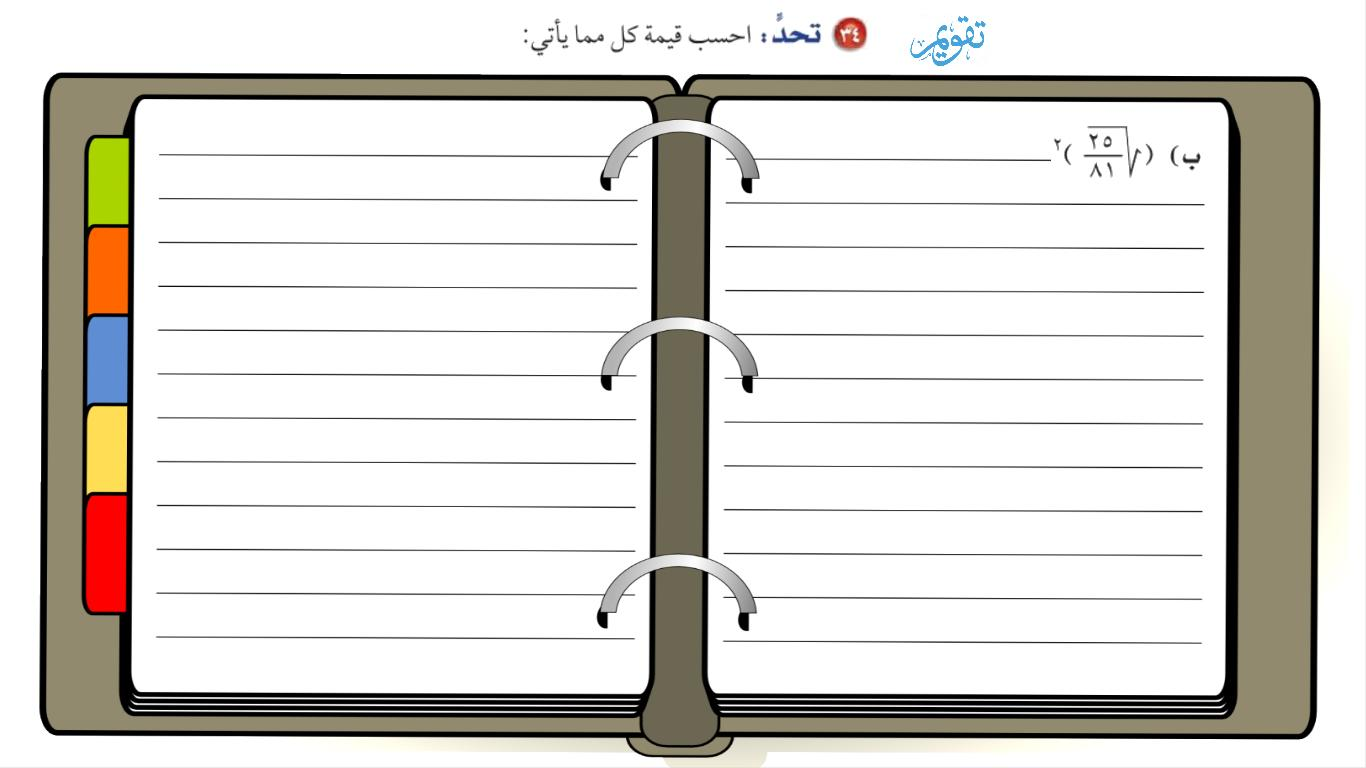 تقويم
٣٤ تحدٍّ: احسب قيمة كل مما يأتي:
ب) (√٢٥/٨١)٢